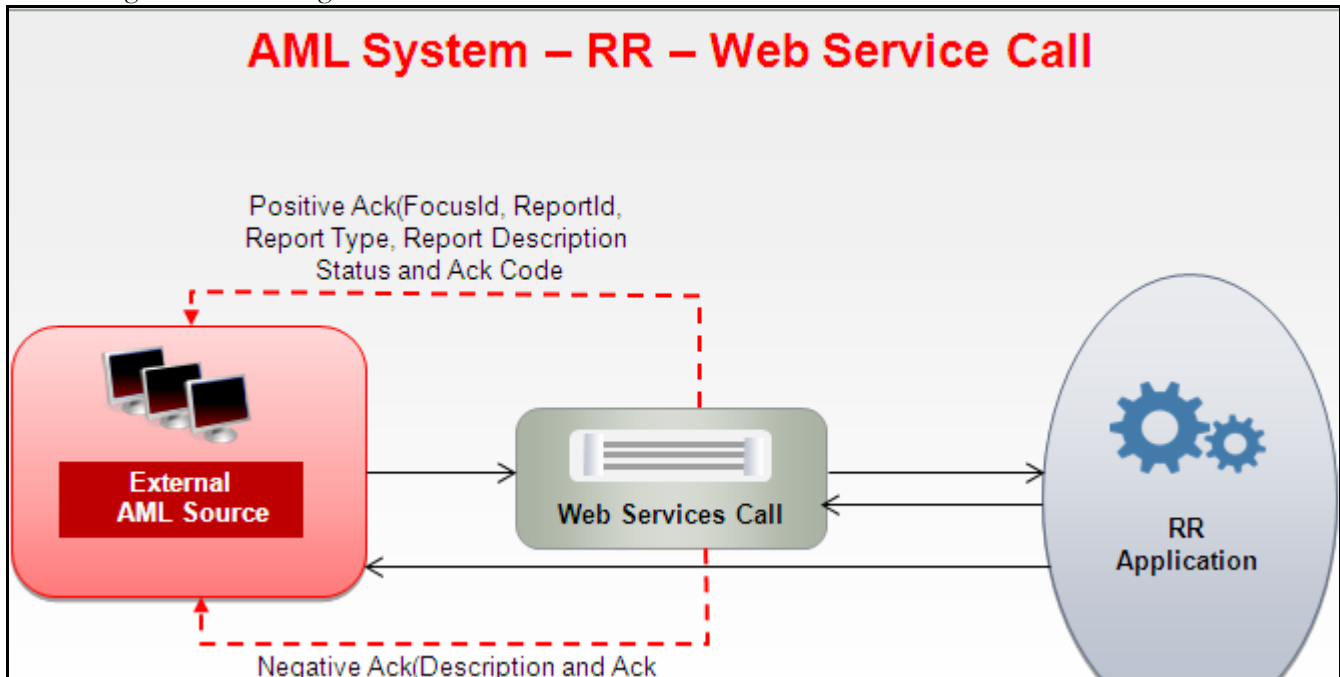 AML System – RR – Web Service Call
Positive Ack(FocusId, ReportId,
Report Type, Report Description
Status and Ack Code
External
AML Source
Web Services Call
RR
Application
Negative Ack(Description and Ack